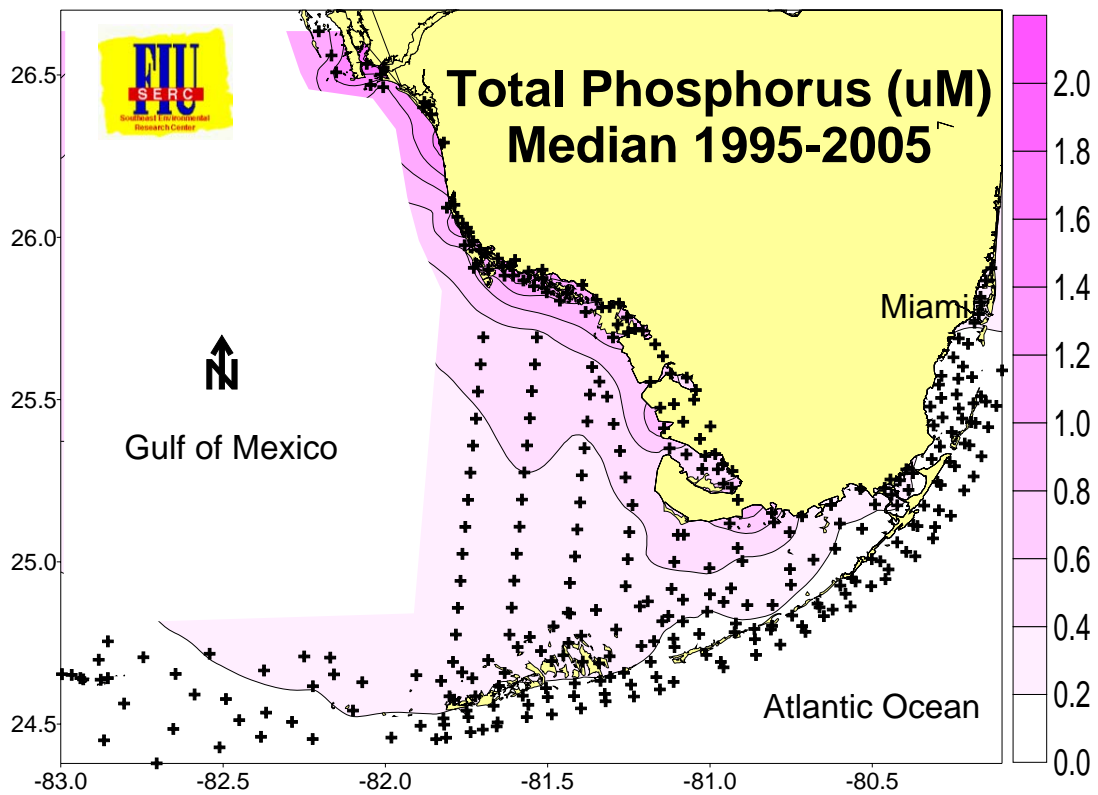 FIU
SERC
Southeast Environmental
Research Center
Total Phosphorus (uM)
Median 1995-2005
Miami
N
Gulf of Mexico
Atlantic Ocean
26.5
26.0
25.5
25.0
24.5
-83.0 -82.5 -82.0 -81.5 -81.0 -80.5
2.0
1.8
1.6
1.4
1.2
1.0
0.8
0.6
0.4
0.2
0.0